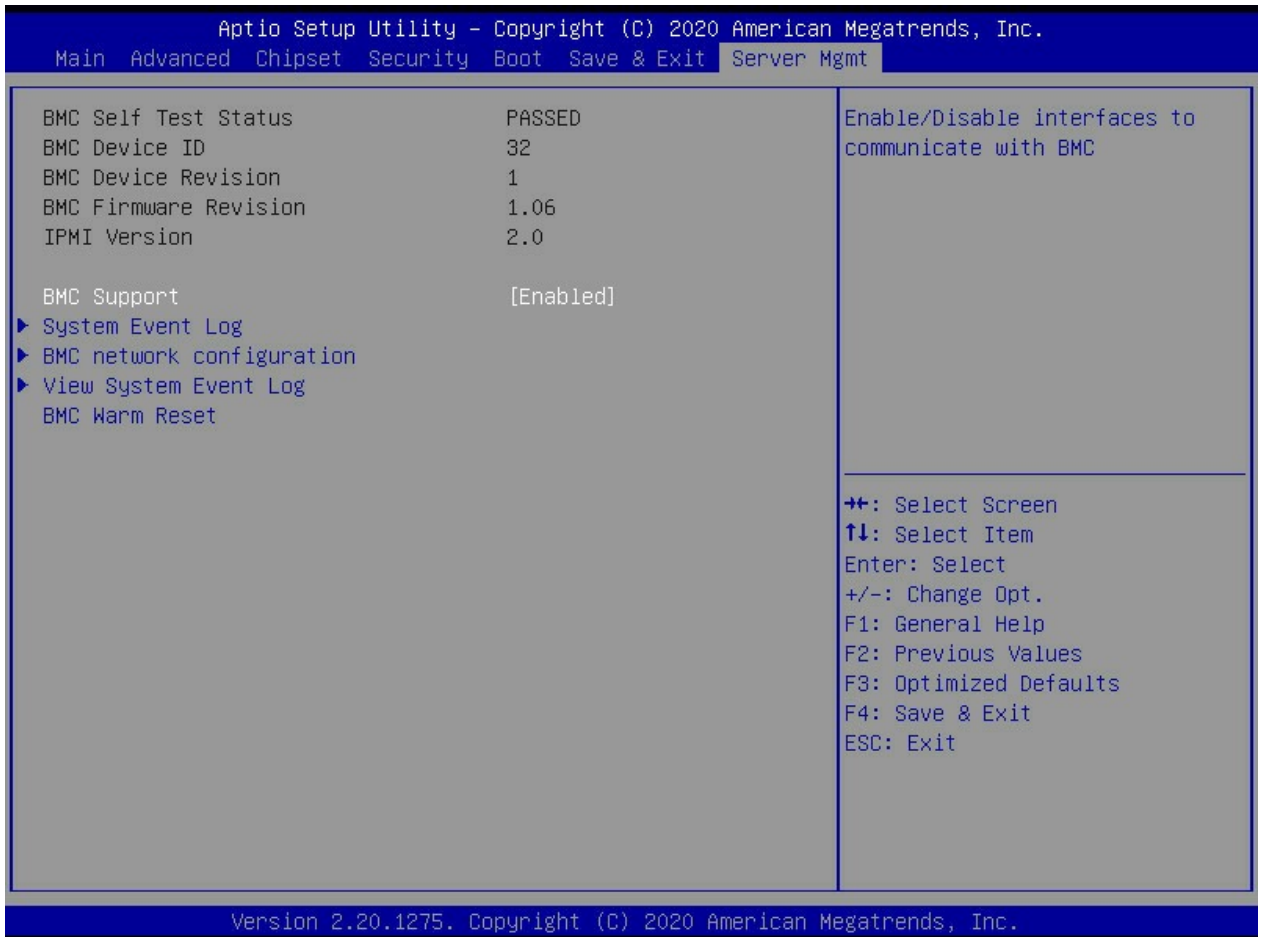 Aptio Setup Utility – Copyright (C) 2020 American Megatrends, Inc.
Main Advanced Chipset Security Boot Save & Exit Server Mgmt
BMC Self Test Status PASSED
BMC Device ID 32
BMC Device Revision 1
BMC Firmware Revision 1.06
IPMI Version 2.0
BMC Support [Enabled]
► System Event Log
► BMC network configuration
► View System Event Log
BMC Warm Reset
Enable/Disable interfaces to
communicate with BMC
→←: Select Screen
↑↓: Select Item
Enter: Select
+/-: Change Opt.
F1: General Help
F2: Previous Values
F3: Optimized Defaults
F4: Save & Exit
ESC: Exit
Version 2.20.1275. Copyright (C) 2020 American Megatrends, Inc.